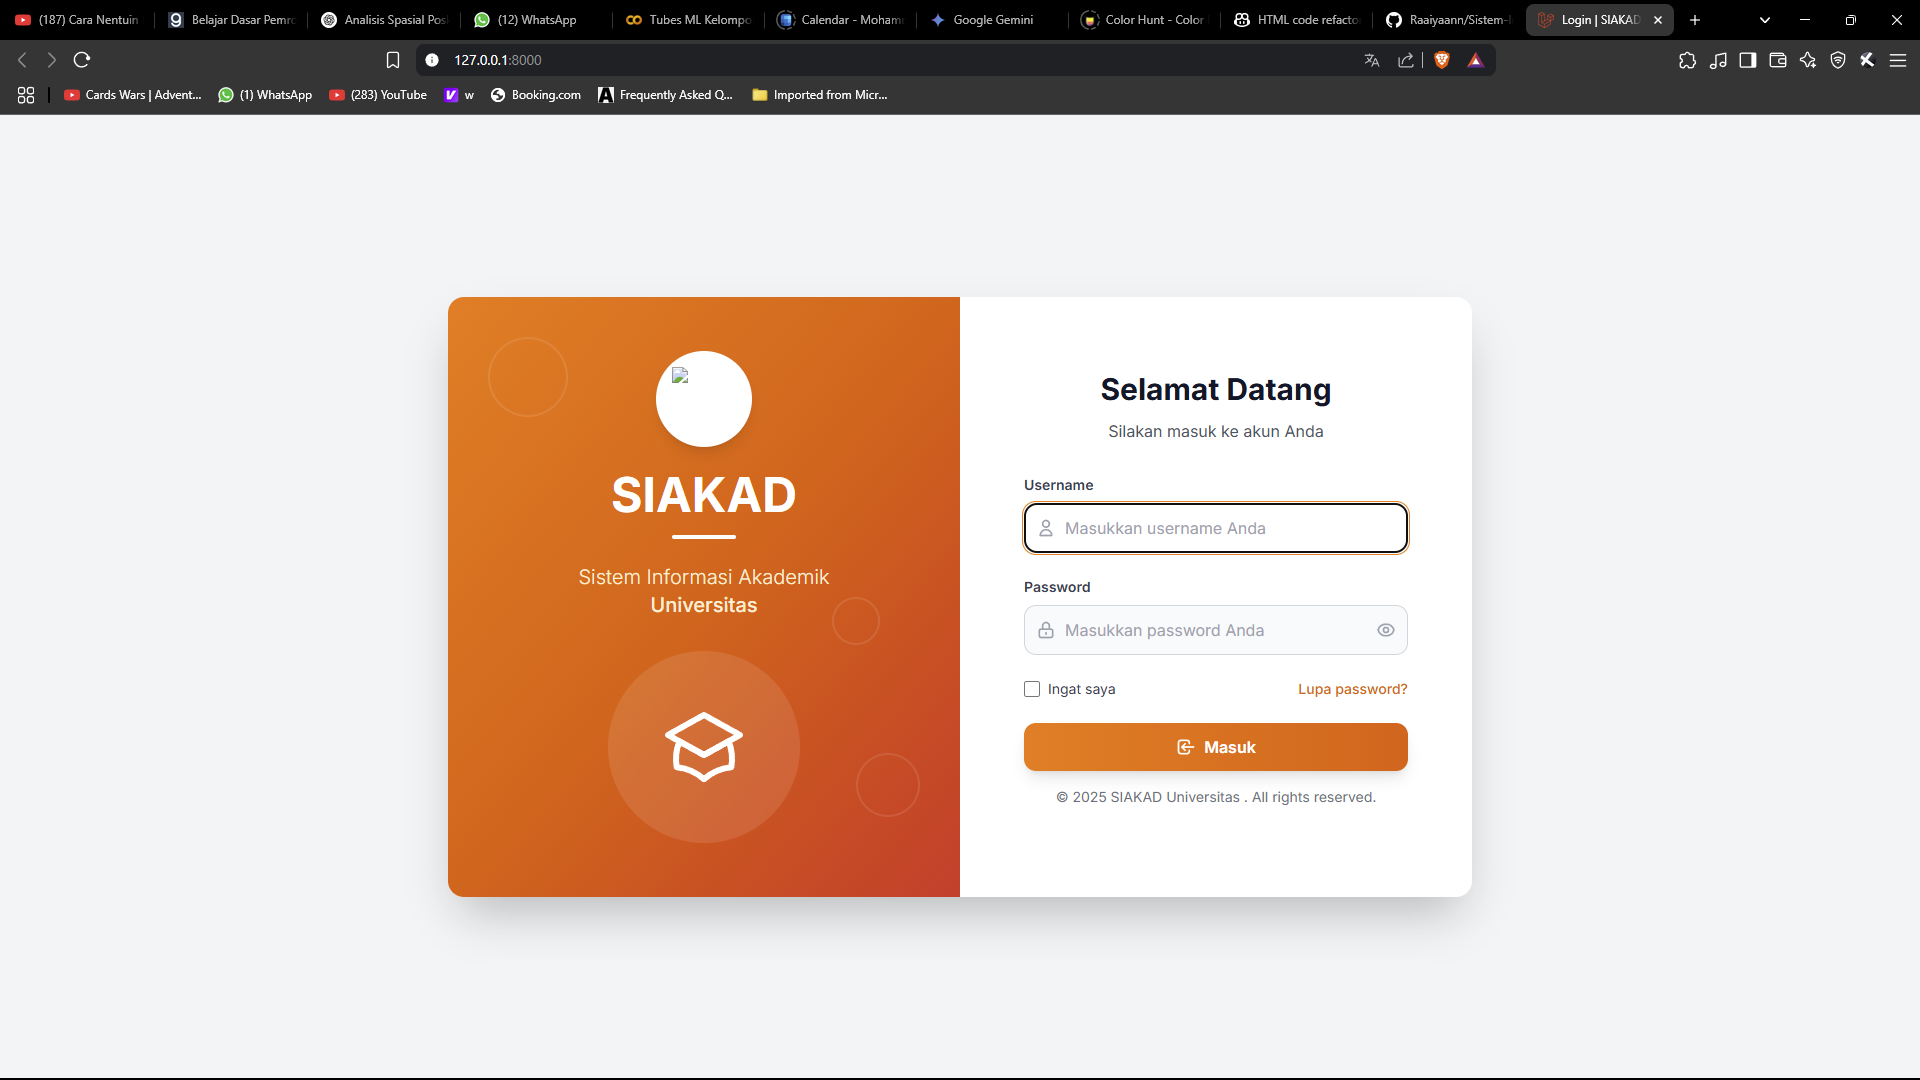 (187) Cara Nentuin
Belajar Dasar Pemro
Analisis Spasial Pos
(12) WhatsApp
Tubes ML Kelompo
Calendar - Moham
Google Gemini
Color Hunt - Color
HTML code refacto
Raaiyaann/Sistem-I
Login | SIAKAD
127.0.0.1:8000
Cards Wars | Advent...
(1) WhatsApp
(283) YouTube
w
Booking.com
Frequently Asked Q...
Imported from Micr...
SIAKAD
Sistem Informasi Akademik
Universitas
Selamat Datang
Silakan masuk ke akun Anda
Username
Masukkan username Anda
Password
Masukkan password Anda
Ingat saya
Lupa password?
Masuk
© 2025 SIAKAD Universitas . All rights reserved.